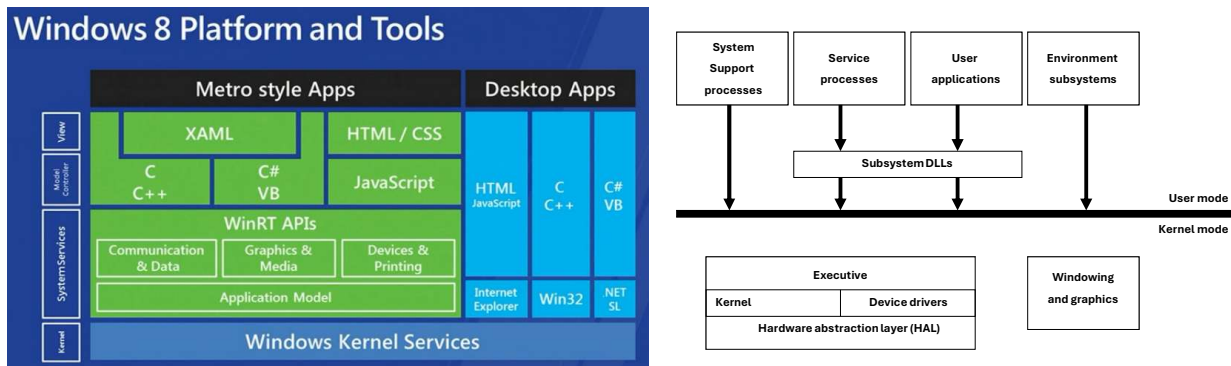 Windows 8 Platform and Tools
Metro style Apps
Desktop Apps
View
XAML
HTML / CSS
Model
Controller
C
C++
C#
VB
JavaScript
HTML
JavaScript
C
C++
C#
VB
System Services
WinRT APIs
Communication
& Data
Graphics &
Media
Devices &
Printing
Application Model
Internet
Explorer
Win32
NET
SL
Kernel
Windows Kernel Services
System
Support
processes
Service
processes
User
applications
Environment
subsystems
Subsystem DLLs
User mode
Kernel mode
Executive
Kernel
Device drivers
Hardware abstraction layer (HAL)
Windowing
and graphics